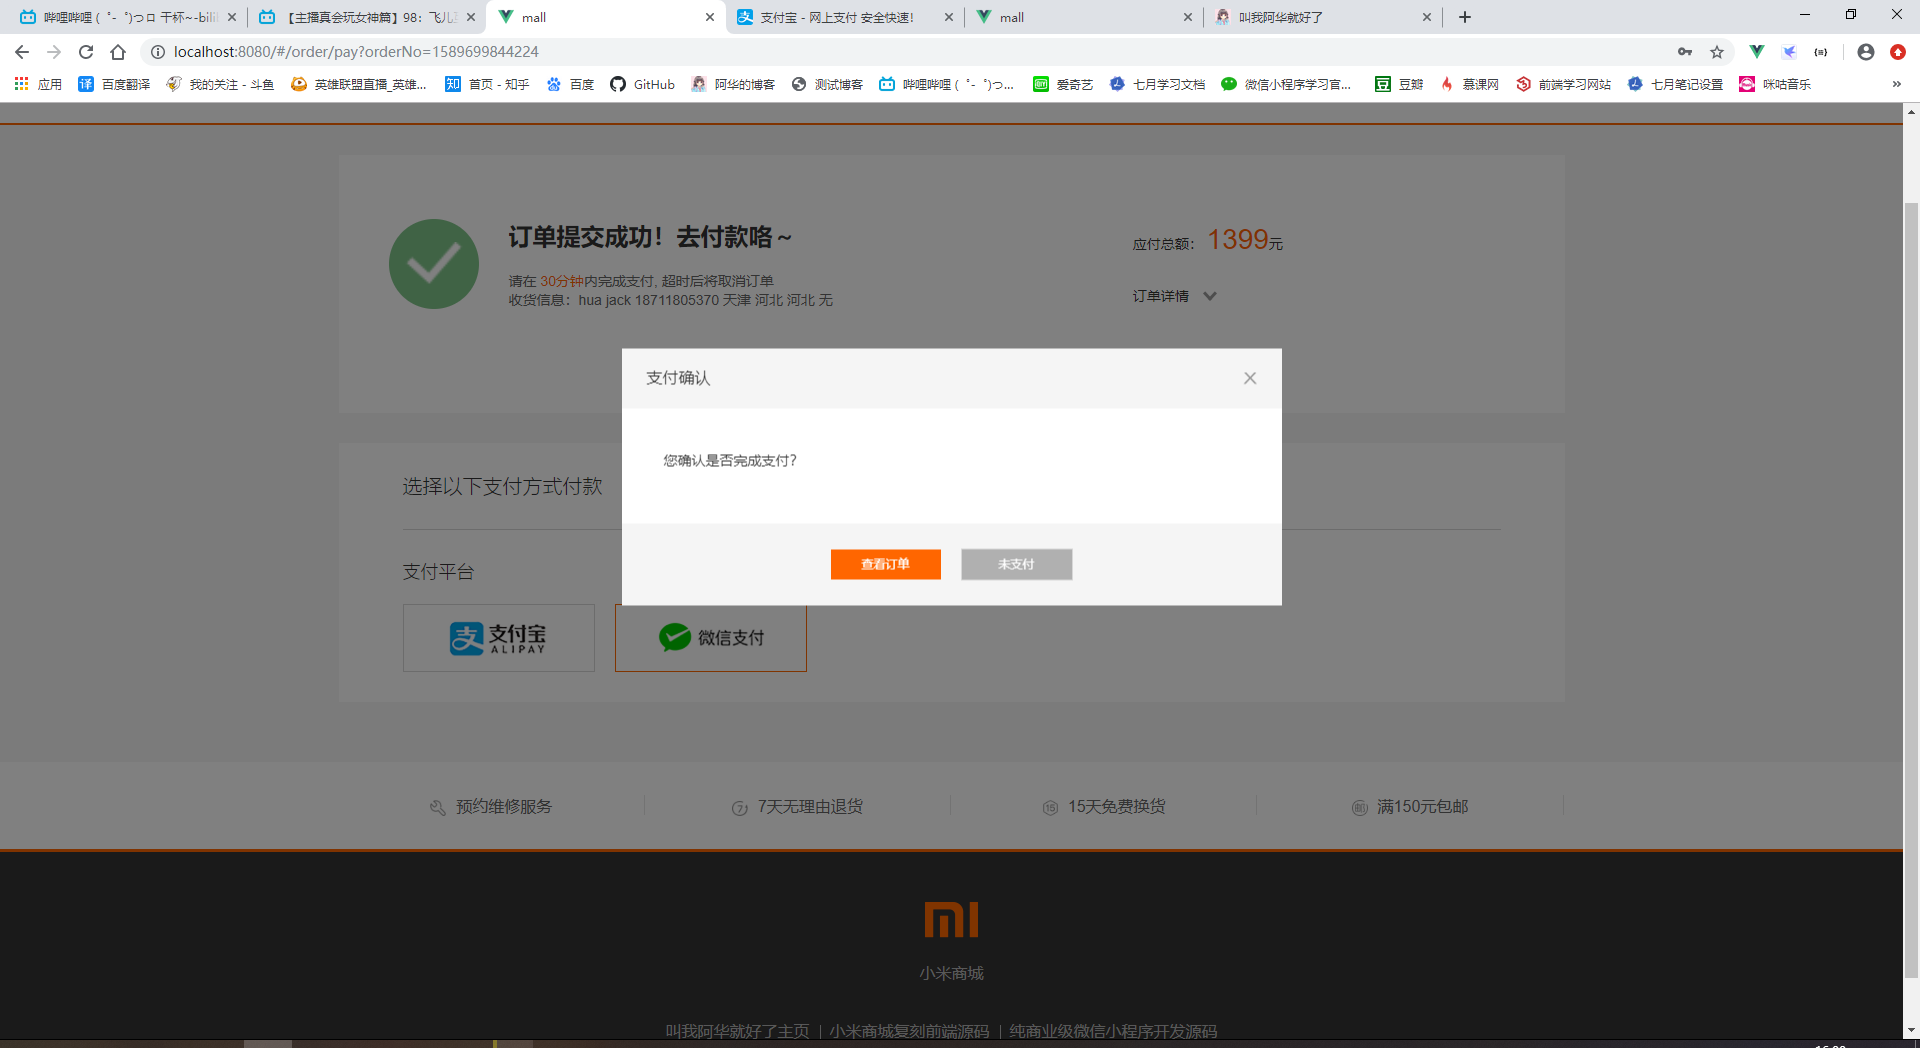 哔哩哔哩 ( ゜- ゜)つロ 干杯~-bili
【主播真会玩女神篇】98：飞儿
mall
支付宝 - 网上支付 安全快速！
mall
叫我阿华就好了
localhost:8080/#/order/pay?orderNo=1589699844224
应用
百度翻译
我的关注 - 斗鱼
英雄联盟直播_英雄...
首页 - 知乎
百度
GitHub
阿华的博客
测试博客
哔哩哔哩 ( ゜- ゜)つ...
爱奇艺
七月学习文档
微信小程序学习官...
豆瓣
慕课网
前端学习网站
七月笔记设置
咪咕音乐
订单提交成功！去付款咯～
应付总额：1399元
请在 30分钟内完成支付, 超时后将取消订单
收货信息：hua jack 18711805370 天津 河北 河北 无
订单详情
支付确认
您确认是否完成支付？
查看订单
未支付
选择以下支付方式付款
支付平台
支付宝
ALIPAY
微信支付
预约维修服务
7天无理由退货
15天免费换货
满150元包邮
小米商城
叫我阿华就好了主页 | 小米商城复刻前端源码 | 纯商业级微信小程序开发源码